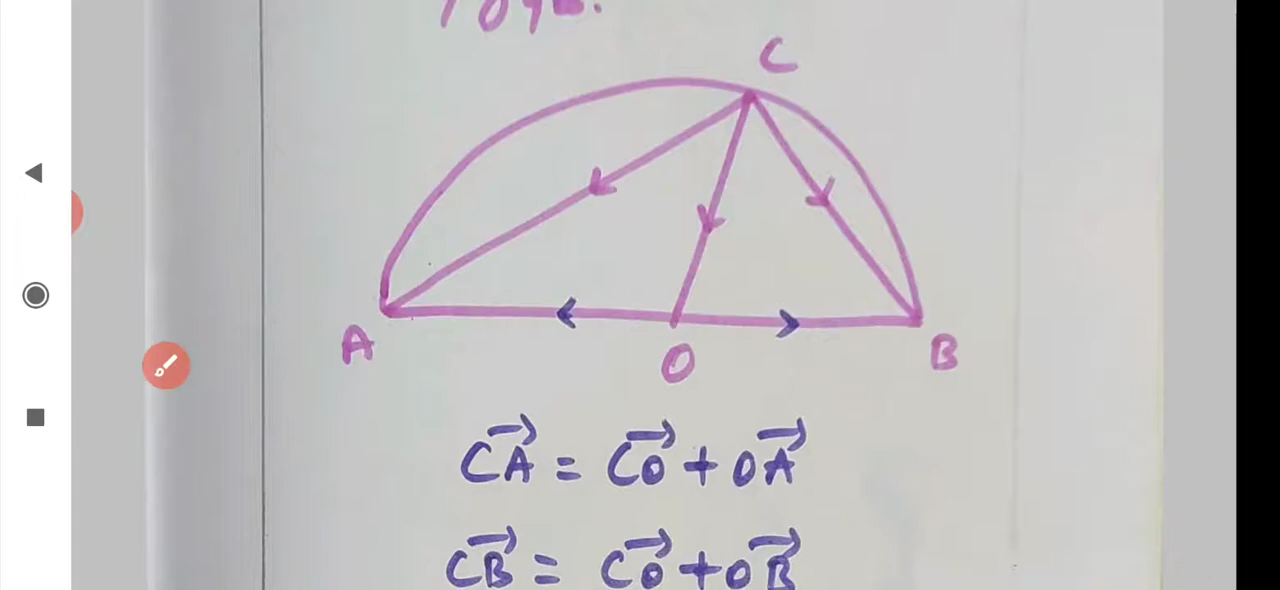 C
A
O
B
CA→ = CO→ + OA→
CB→ = CO→ + OB→